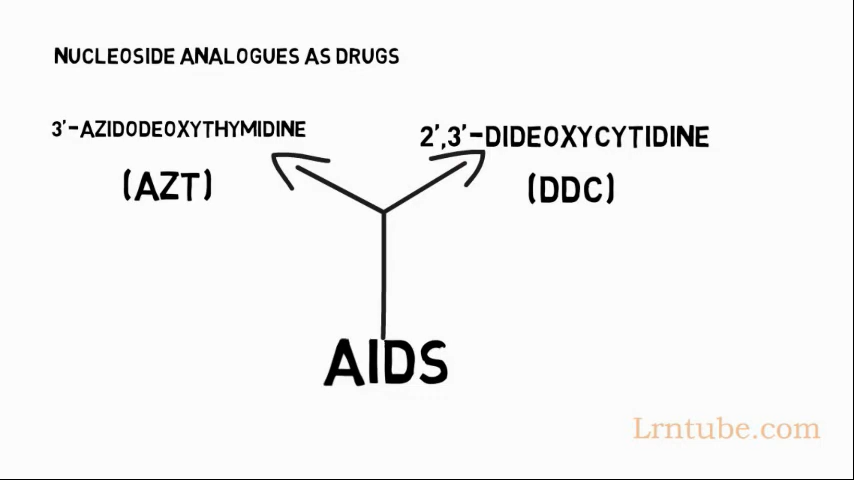 NUCLEOSIDE ANALOGUES AS DRUGS
3'-AZIDODEOXYTHYMIDINE
(AZT)
2',3'-DIDEOXYCYTIDINE
(DDC)
AIDS
Lrntube.com